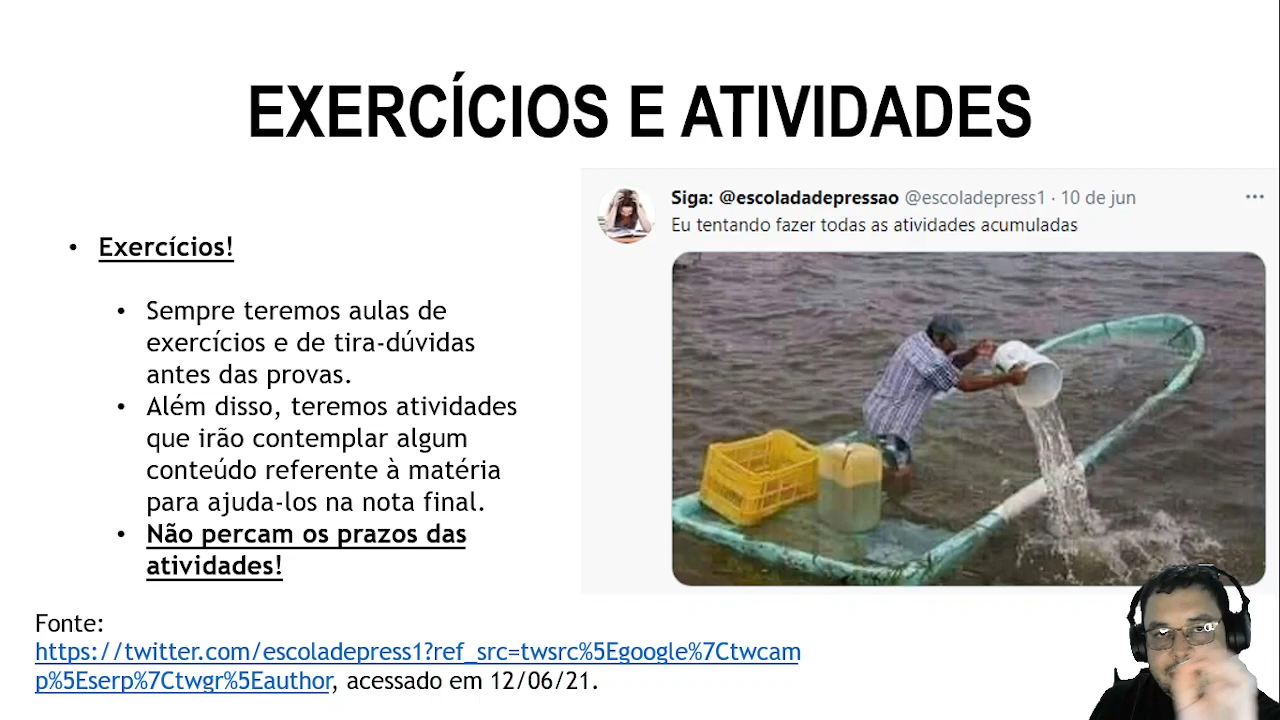 EXERCÍCIOS E ATIVIDADES
• Exercícios!
• Sempre teremos aulas de
exercícios e de tira-dúvidas
antes das provas.
• Além disso, teremos atividades
que irão contemplar algum
conteúdo referente à matéria
para ajuda-los na nota final.
• Não percam os prazos das
atividades!
Siga: @escoladadepressao @escoladepress1 · 10 de jun
Eu tentando fazer todas as atividades acumuladas
Fonte:
https://twitter.com/escoladepress1?ref_src=twsrc%5Egoogle%7Ctwcam
p%5Eserp%7Ctwgr%5Eauthor, acessado em 12/06/21.